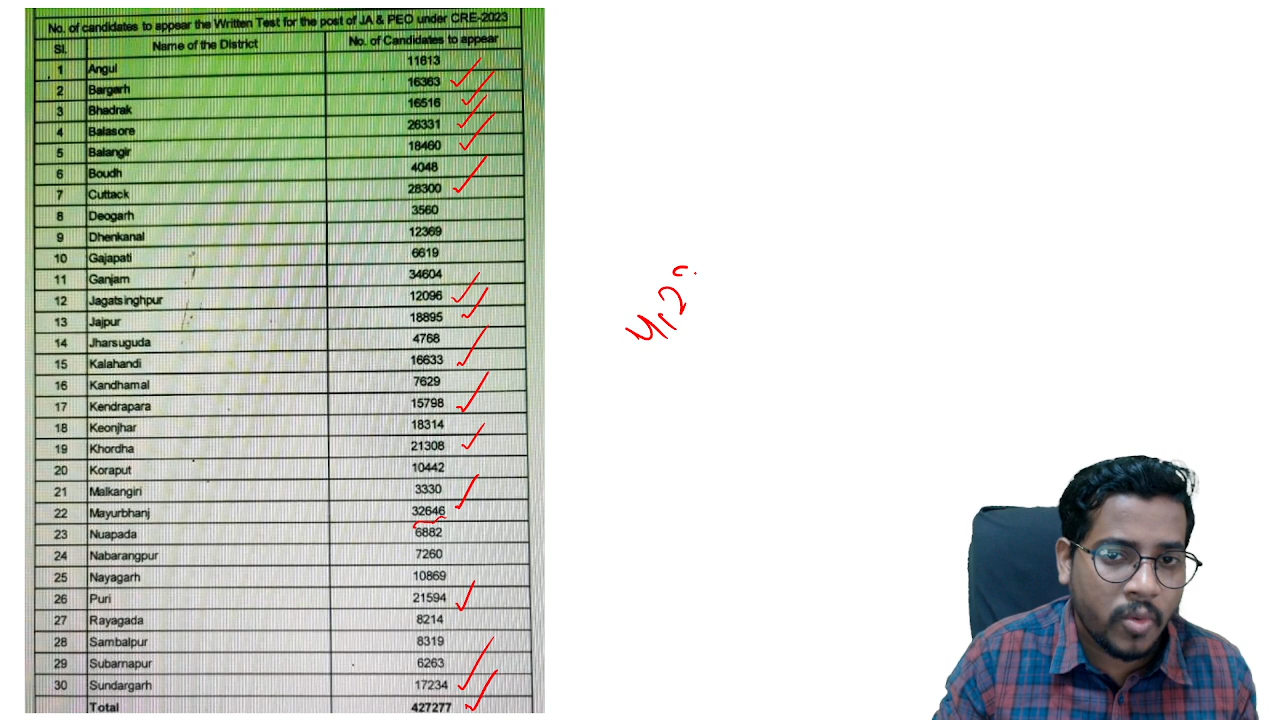 No. of candidates to appear the Written Test for the post of JA & PEO under CRE-2023
Sl. Name of the District No. of Candidates to appear
1 Angul 11613
2 Bargarh 16363
3 Bhadrak 16516
4 Balasore 26331
5 Balangir 18460
6 Boudh 4048
7 Cuttack 28300
8 Deogarh 3560
9 Dhenkanal 12369
10 Gajapati 6619
11 Ganjam 34604
12 Jagatsinghpur 12096
13 Jajpur 18895
14 Jharsuguda 4768
15 Kalahandi 16633
16 Kandhamal 7629
17 Kendrapara 15798
18 Keonjhar 18314
19 Khordha 21308
20 Koraput 10442
21 Malkangiri 3330
22 Mayurbhanj 32646
23 Nuapada 6882
24 Nabarangpur 7260
25 Nayagarh 10869
26 Puri 21594
27 Rayagada 8214
28 Sambalpur 8319
29 Subarnapur 6263
30 Sundargarh 17234
Total 427277